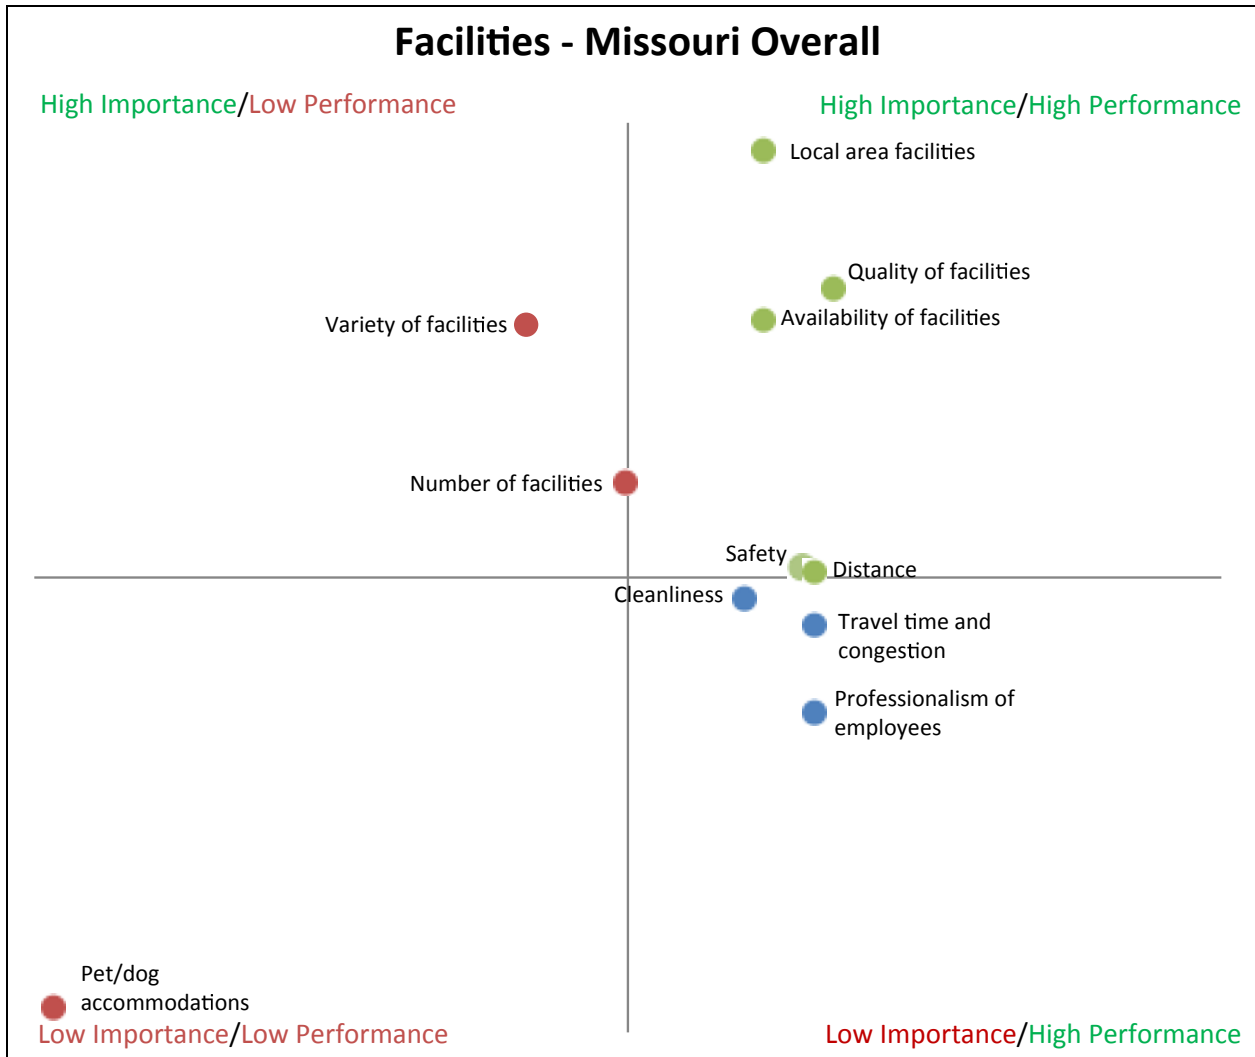 Facilities - Missouri Overall
High Importance/Low Performance
High Importance/High Performance
Local area facilities
Quality of facilities
Availability of facilities
Variety of facilities
Number of facilities
Safety
Distance
Cleanliness
Travel time and
congestion
Professionalism of
employees
Pet/dog
accommodations
Low Importance/Low Performance
Low Importance/High Performance